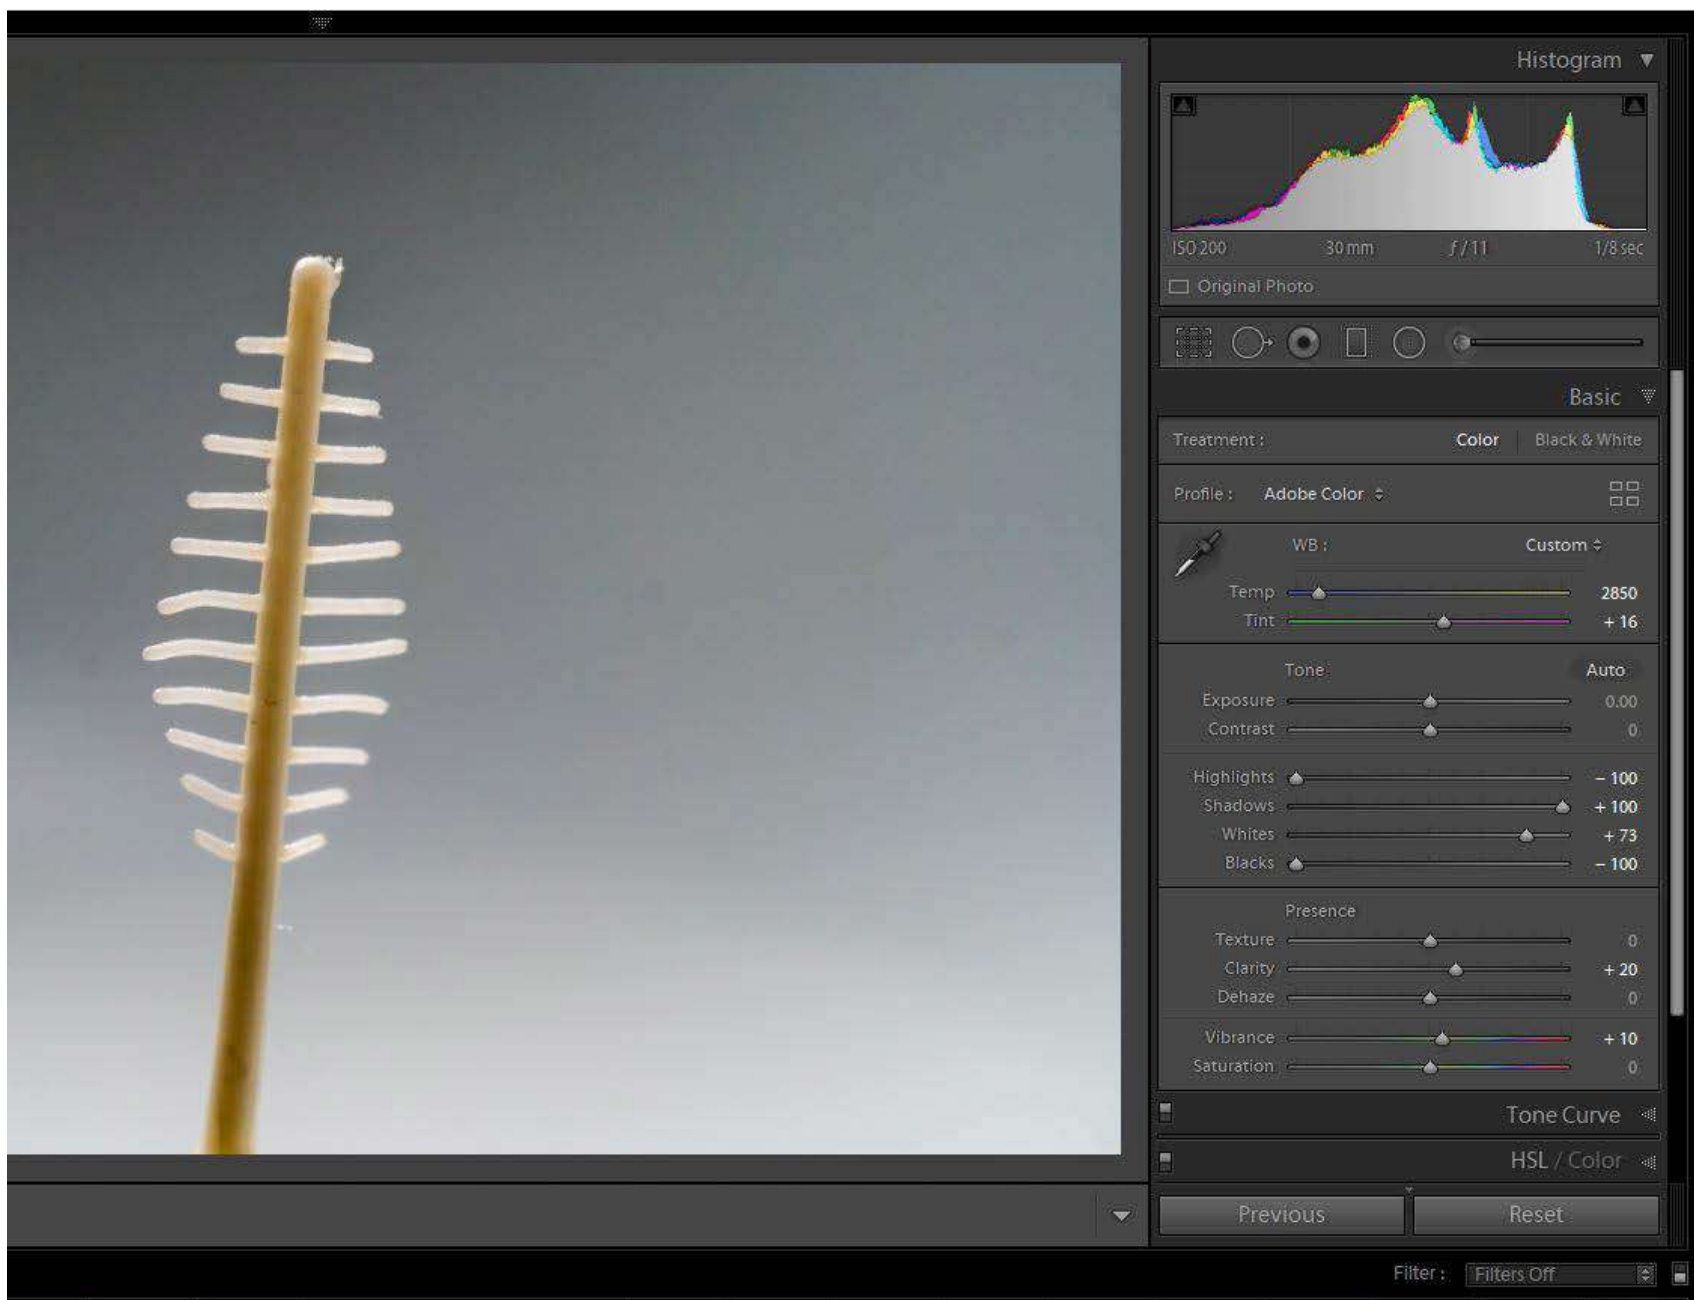 Histogram
ISO 200 30 mm ƒ / 11 1/8 sec
Original Photo
Basic
Treatment : Color Black & White
Profile : Adobe Color
WB : Custom
Temp 2850
Tint + 16
Tone Auto
Exposure 0.00
Contrast 0
Highlights – 100
Shadows + 100
Whites + 73
Blacks – 100
Presence
Texture 0
Clarity + 20
Dehaze 0
Vibrance + 10
Saturation 0
Tone Curve
HSL / Color
Previous Reset
Filter : Filters Off